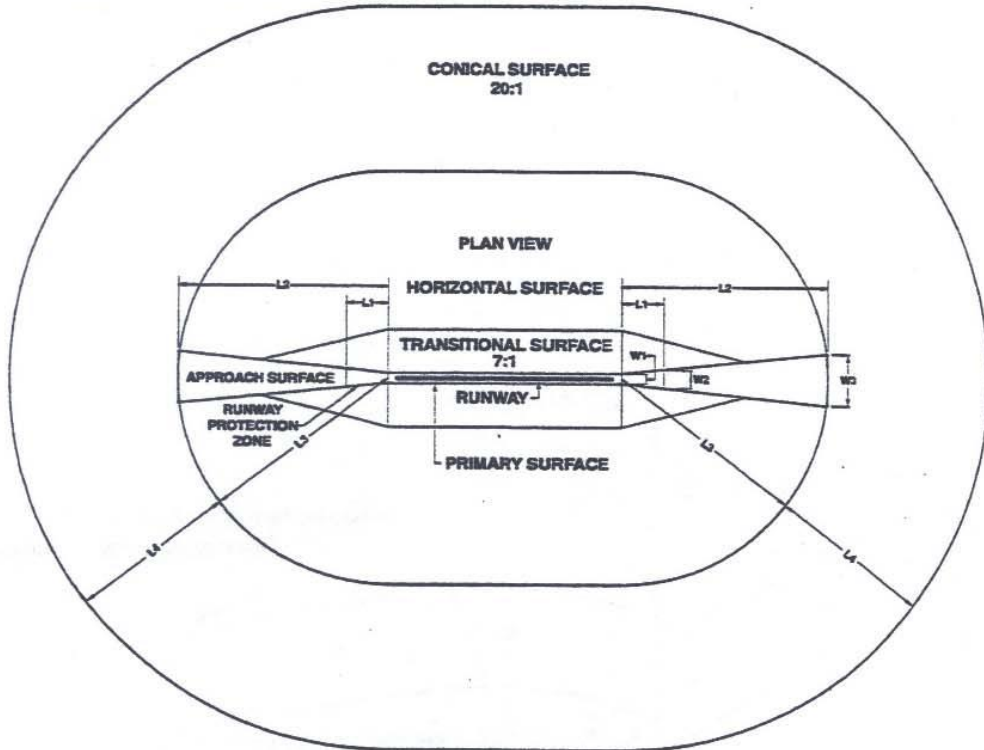 CONICAL SURFACE
20:1
PLAN VIEW
L2
HORIZONTAL SURFACE
L2
L1
L1
TRANSITIONAL SURFACE
7:1
W1
APPROACH SURFACE
W2
W3
RUNWAY
RUNWAY
PROTECTION
ZONE
L3
L3
PRIMARY SURFACE
L4
L4